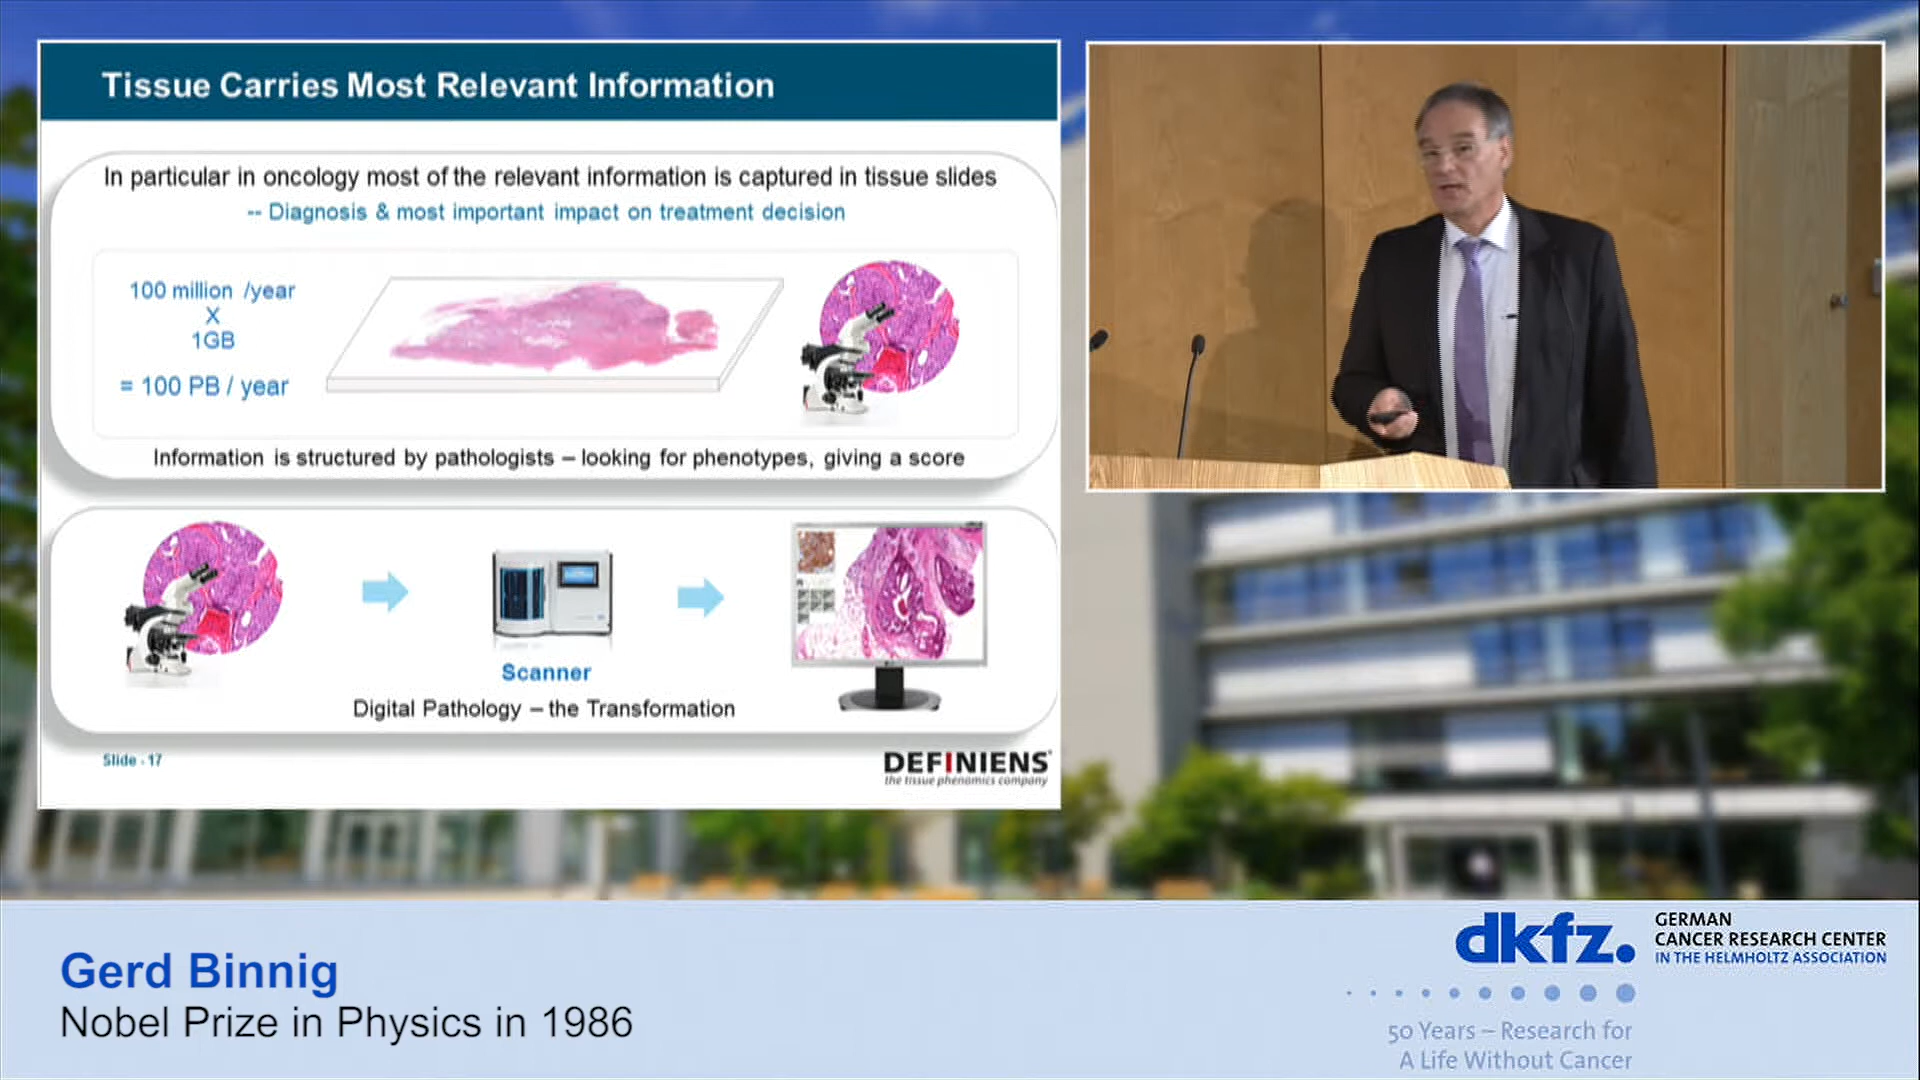 Tissue Carries Most Relevant Information
In particular in oncology most of the relevant information is captured in tissue slides
-- Diagnosis & most important impact on treatment decision
100 million /year
X
1GB
= 100 PB / year
Information is structured by pathologists – looking for phenotypes, giving a score
Scanner
Digital Pathology – the Transformation
Slide - 17
DEFINIENS
the tissue phenomics company
Gerd Binnig
Nobel Prize in Physics in 1986
dkfz.
GERMAN
CANCER RESEARCH CENTER
IN THE HELMHOLTZ ASSOCIATION
50 Years – Research for
A Life Without Cancer